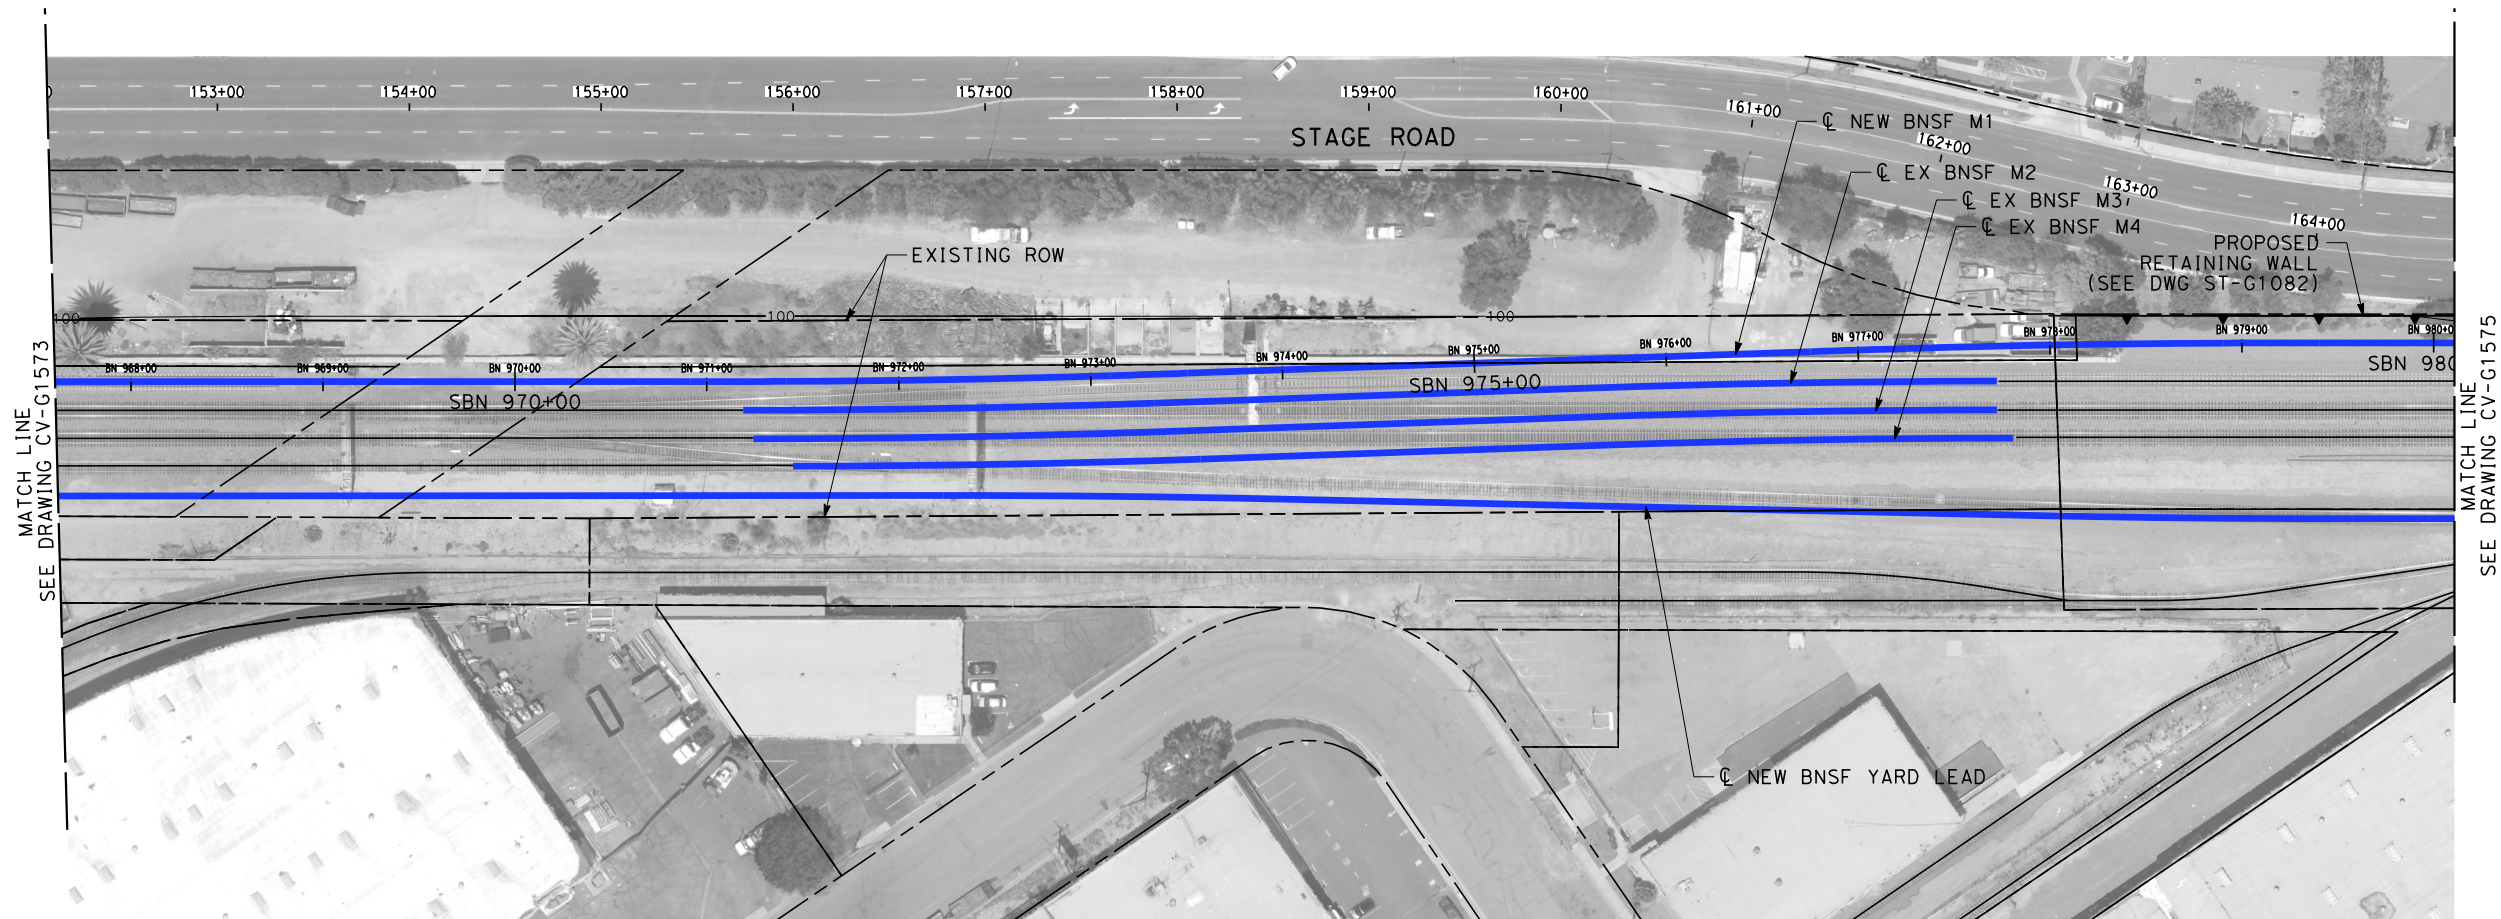 153+00
154+00
155+00
156+00
157+00
158+00
159+00
160+00
161+00
162+00
163+00
164+00
STAGE ROAD
℄ NEW BNSF M1
℄ EX BNSF M2
℄ EX BNSF M3
℄ EX BNSF M4
EXISTING ROW
PROPOSED
RETAINING WALL
(SEE DWG ST-G1082)
100
100
100
BN 968+00
BN 969+00
BN 970+00
BN 971+00
BN 972+00
BN 973+00
BN 974+00
BN 975+00
BN 976+00
BN 977+00
BN 978+00
BN 979+00
BN 980+0
SBN 970+00
SBN 975+00
SBN 980
MATCH LINE
SEE DRAWING CV-G1573
MATCH LINE
SEE DRAWING CV-G1575
℄ NEW BNSF YARD LEAD